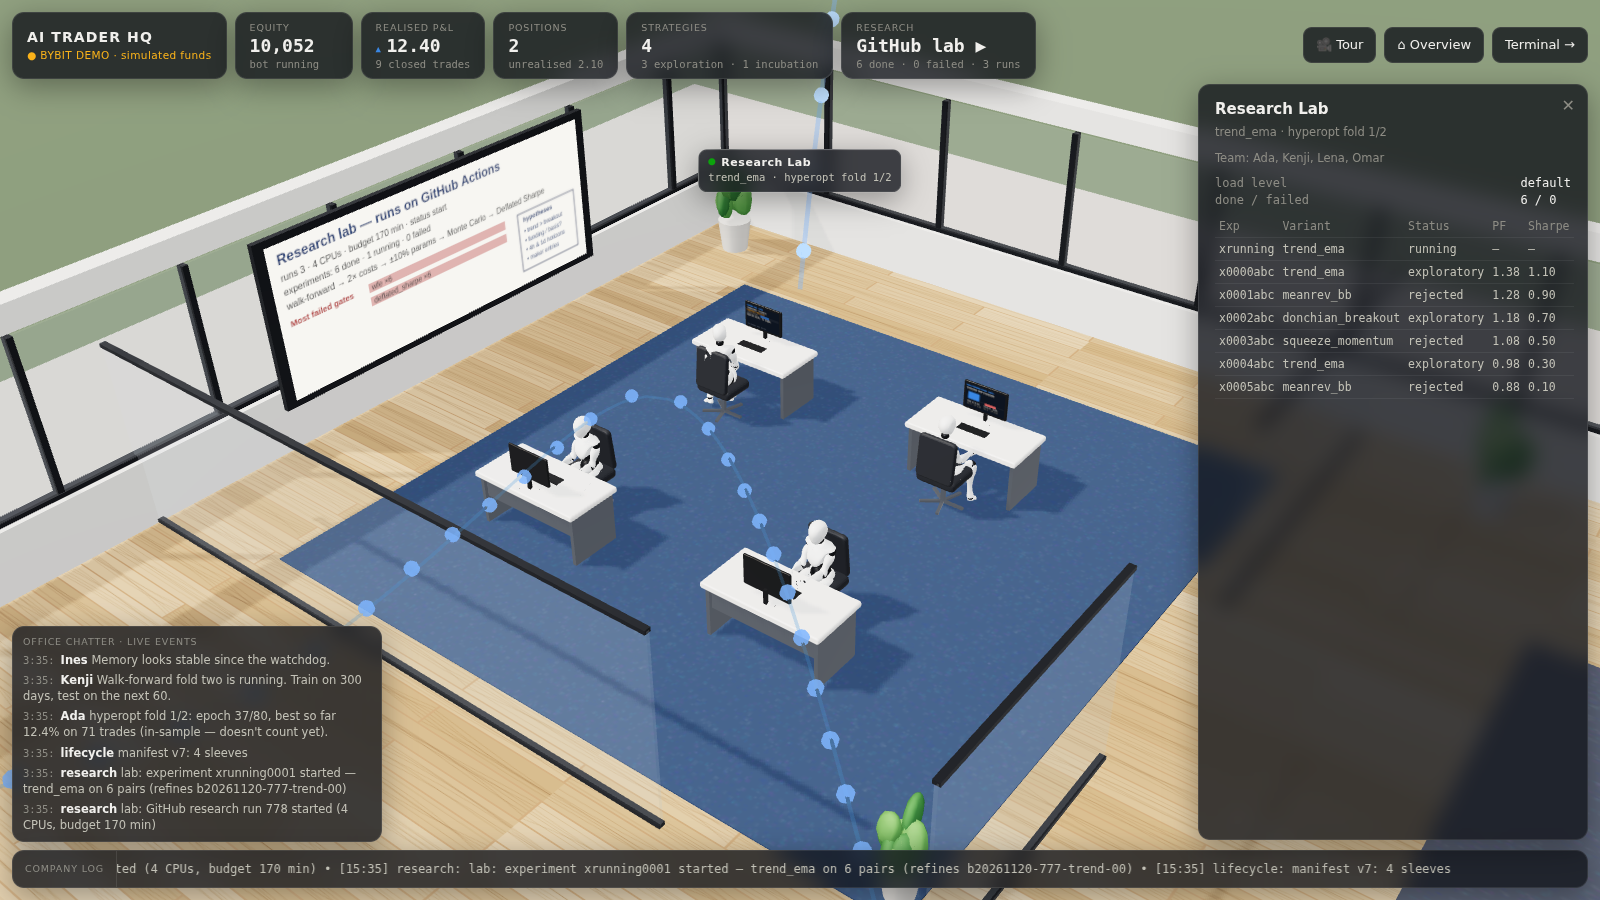 AI TRADER HQ
● BYBIT DEMO · simulated funds
EQUITY
10,052
bot running
REALISED P&L
▲ 12.40
9 closed trades
POSITIONS
2
unrealised 2.10
STRATEGIES
4
3 exploration · 1 incubation
RESEARCH
GitHub lab ▶
6 done · 0 failed · 3 runs
🎥 Tour
⌂ Overview
Terminal →
Research lab — runs on GitHub Actions
runs 3 · 4 CPUs · budget 170 min · status start
experiments: 6 done · 1 running · 0 failed
walk-forward → 2× costs → ±10% params → Monte Carlo → Deflated Sharpe
Most failed gates
deflated_sharpe ×6
hypotheses
Research Lab
trend_ema · hyperopt fold 1/2
Research Lab
×
trend_ema · hyperopt fold 1/2
Team: Ada, Kenji, Lena, Omar
load level default
done / failed 6 / 0
Exp Variant Status PF Sharpe
xrunning trend_ema running — —
x0000abc trend_ema exploratory 1.38 1.10
x0001abc meanrev_bb rejected 1.28 0.90
x0002abc donchian_breakout exploratory 1.18 0.70
x0003abc squeeze_momentum rejected 1.08 0.50
x0004abc trend_ema exploratory 0.98 0.30
x0005abc meanrev_bb rejected 0.88 0.10
OFFICE CHATTER · LIVE EVENTS
3:35: Ines Memory looks stable since the watchdog.
3:35: Kenji Walk-forward fold two is running. Train on 300
days, test on the next 60.
3:35: Ada hyperopt fold 1/2: epoch 37/80, best so far
12.4% on 71 trades (in-sample — doesn't count yet).
3:35: lifecycle manifest v7: 4 sleeves
3:35: research lab: experiment xrunning0001 started —
trend_ema on 6 pairs (refines b20261120-777-trend-00)
3:35: research lab: GitHub research run 778 started (4
CPUs, budget 170 min)
COMPANY LOG
ted (4 CPUs, budget 170 min) • [15:35] research: lab: experiment xrunning0001 started — trend_ema on 6 pairs (refines b20261120-777-trend-00) • [15:35] lifecycle: manifest v7: 4 sleeves